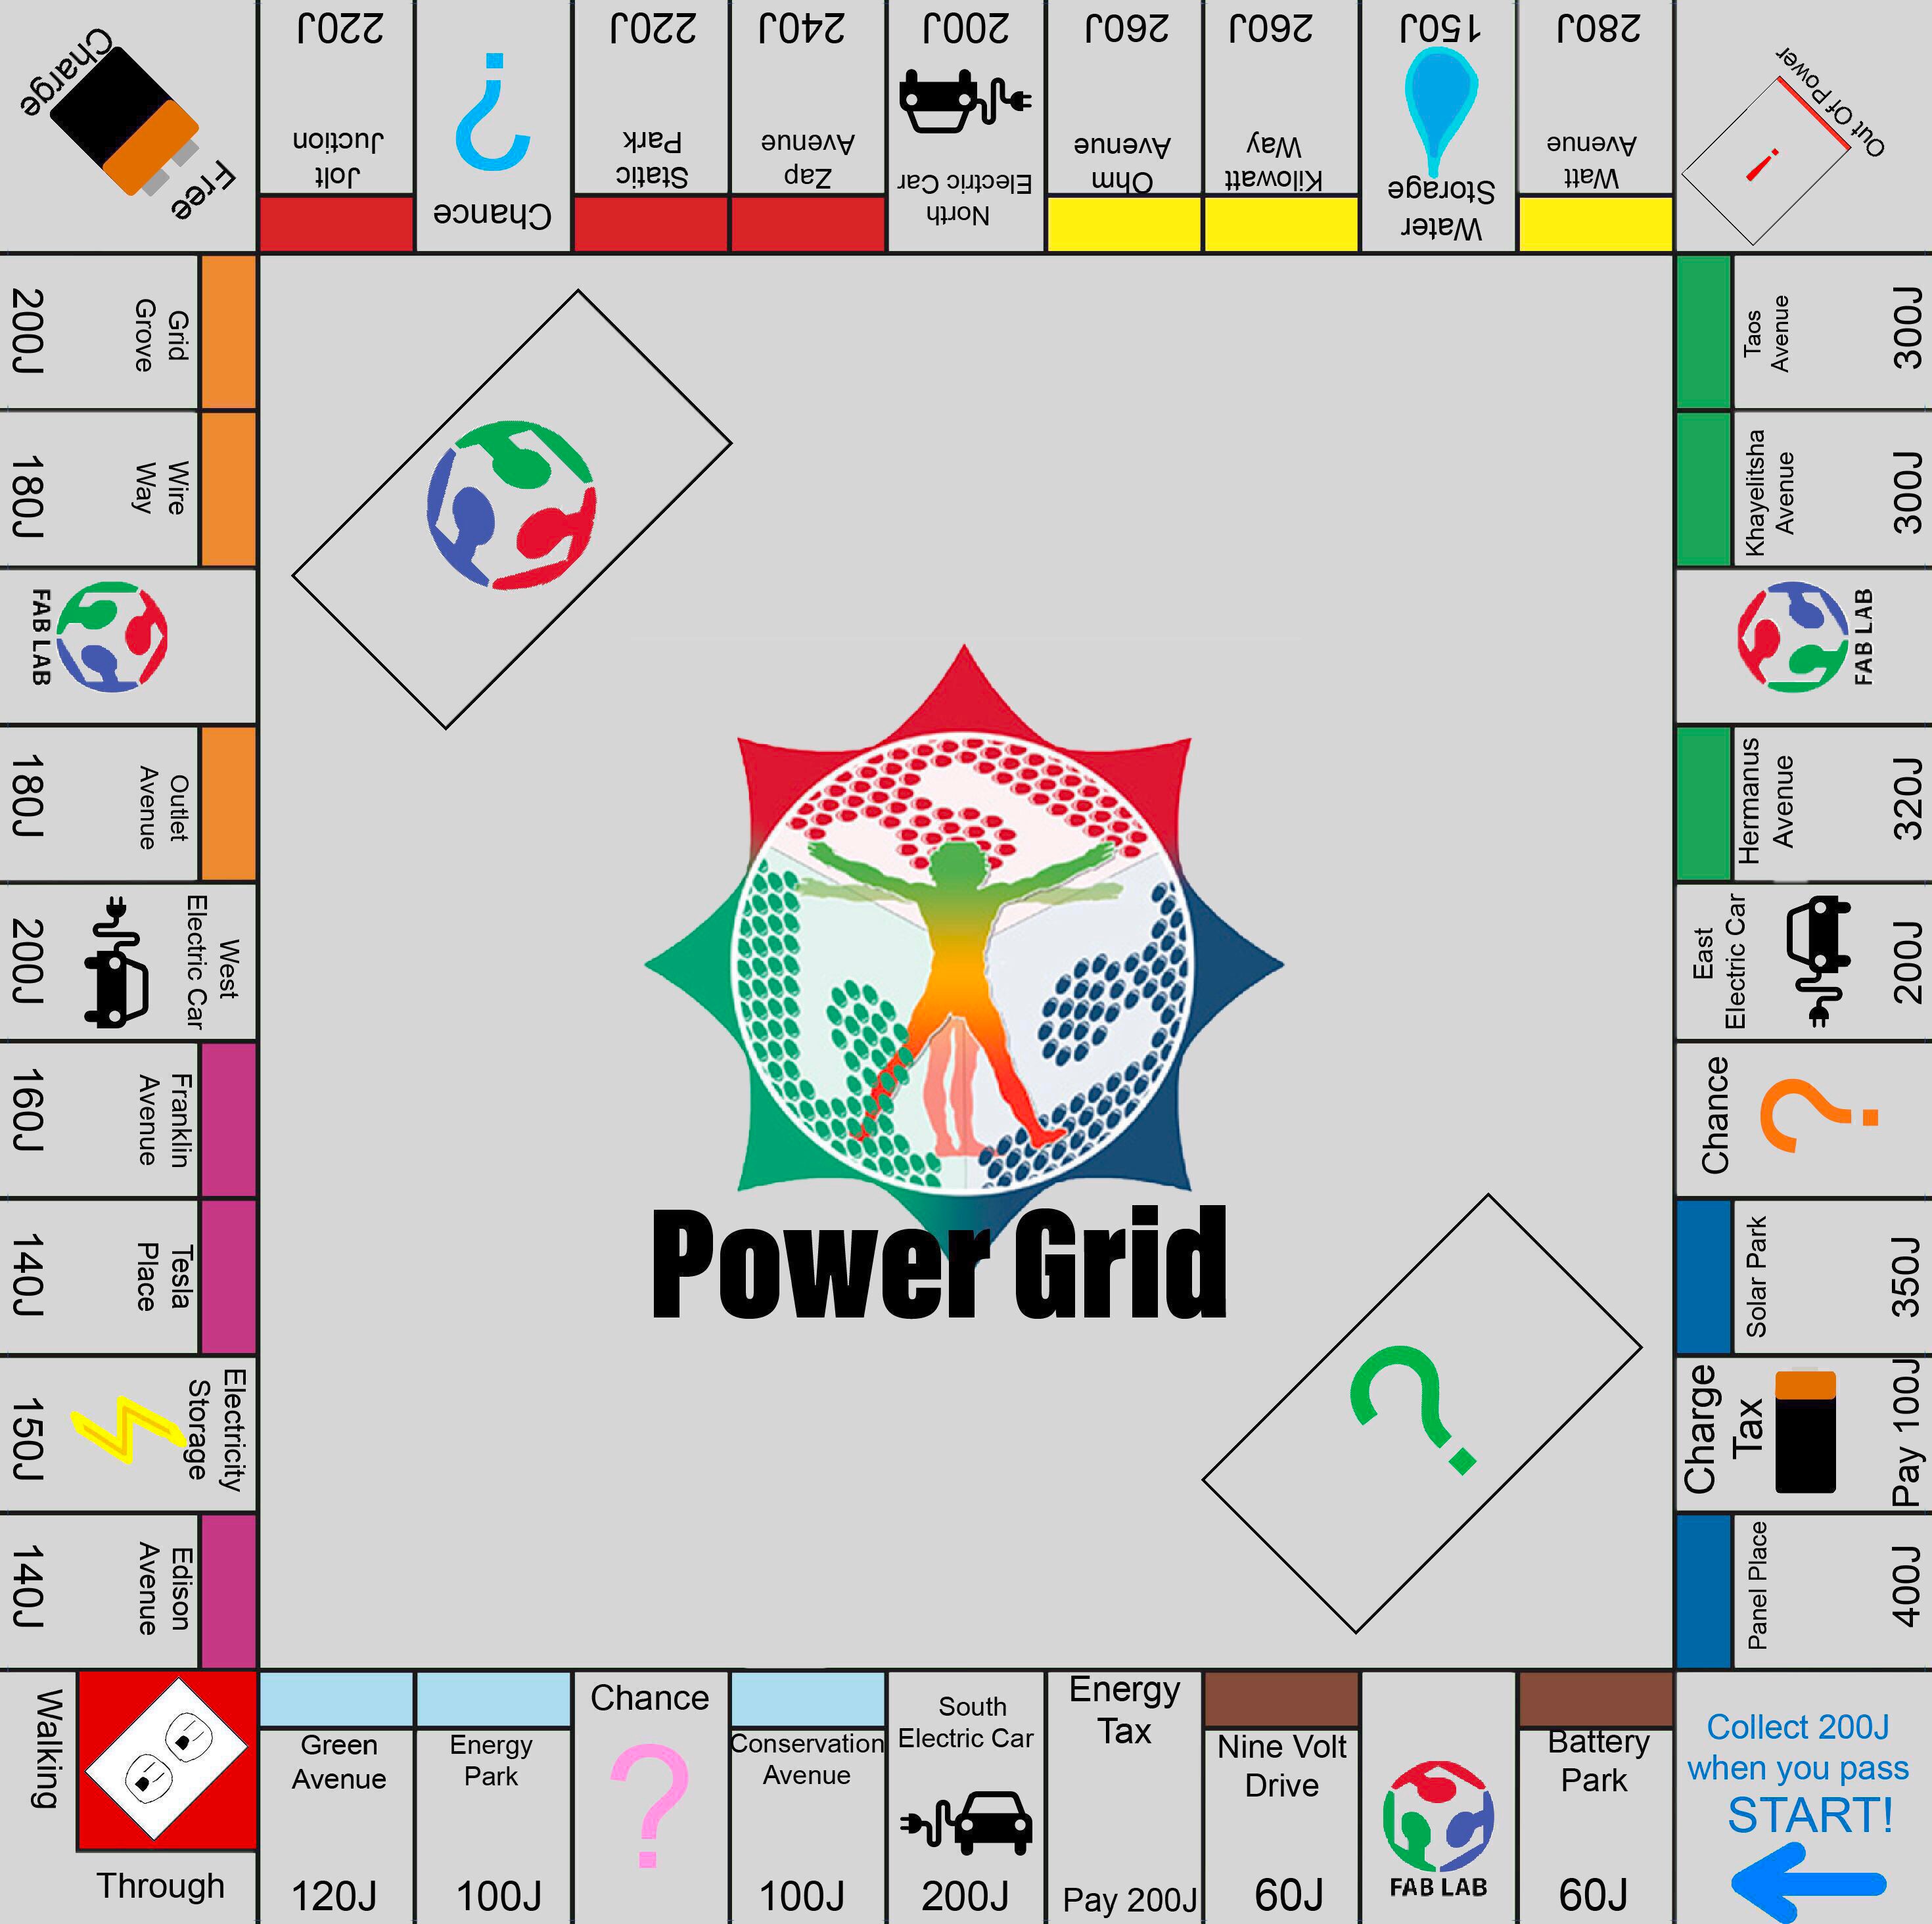 Free
Charge
220J
Jolt
Juction
Chance
220J
Static
Park
240J
Zap
Avenue
200J
North
Electric Car
260J
Ohm
Avenue
260J
Kilowatt
Way
150J
Water
Storage
280J
Watt
Avenue
Out Of Power
!
Grid
Grove
200J
Wire
Way
180J
FAB LAB
Outlet
Avenue
180J
West
Electric Car
200J
Franklin
Avenue
160J
Tesla
Place
140J
Electricity
Storage
150J
Edison
Avenue
140J
Power Grid
?
Taos
Avenue
300J
Khayelitsha
Avenue
300J
FAB LAB
Hermanus
Avenue
320J
East
Electric Car
200J
Chance
?
Solar Park
350J
Charge
Tax
Pay 100J
Panel Place
400J
Walking
Through
Green
Avenue
120J
Energy
Park
100J
Chance
?
Conservation
Avenue
100J
South
Electric Car
200J
Energy
Tax
Pay 200J
Nine Volt
Drive
60J
FAB LAB
Battery
Park
60J
Collect 200J
when you pass
START!